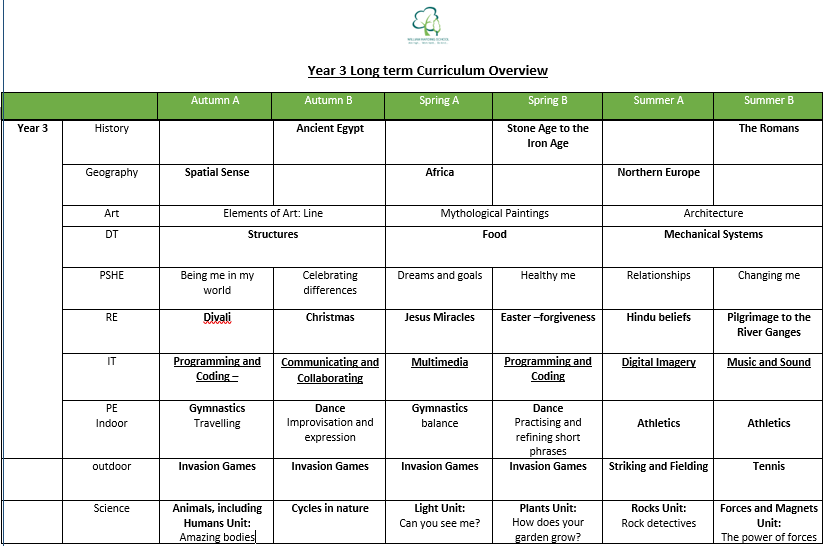 WILLIAM RANSOM SCHOOL
Year 3 Long term Curriculum Overview
Autumn A Autumn B Spring A Spring B Summer A Summer B
Year 3 History Ancient Egypt Stone Age to the The Romans
Iron Age
Geography Spatial Sense Africa Northern Europe
Art Elements of Art: Line Mythological Paintings Architecture
DT Structures Food Mechanical Systems
PSHE Being me in my Celebrating Dreams and goals Healthy me Relationships Changing me
world differences
RE Divali Christmas Jesus Miracles Easter –forgiveness Hindu beliefs Pilgrimage to the
River Ganges
IT Programming and Communicating and Multimedia Programming and Digital Imagery Music and Sound
Coding – Collaborating Coding
PE Gymnastics Dance Gymnastics Dance
Indoor Travelling Improvisation and balance Practising and Athletics Athletics
expression refining short
phrases
outdoor Invasion Games Invasion Games Invasion Games Invasion Games Striking and Fielding Tennis
Science Animals, including Cycles in nature Light Unit: Plants Unit: Rocks Unit: Forces and Magnets
Humans Unit: Can you see me? How does your Rock detectives Unit:
Amazing bodies garden grow? The power of forces